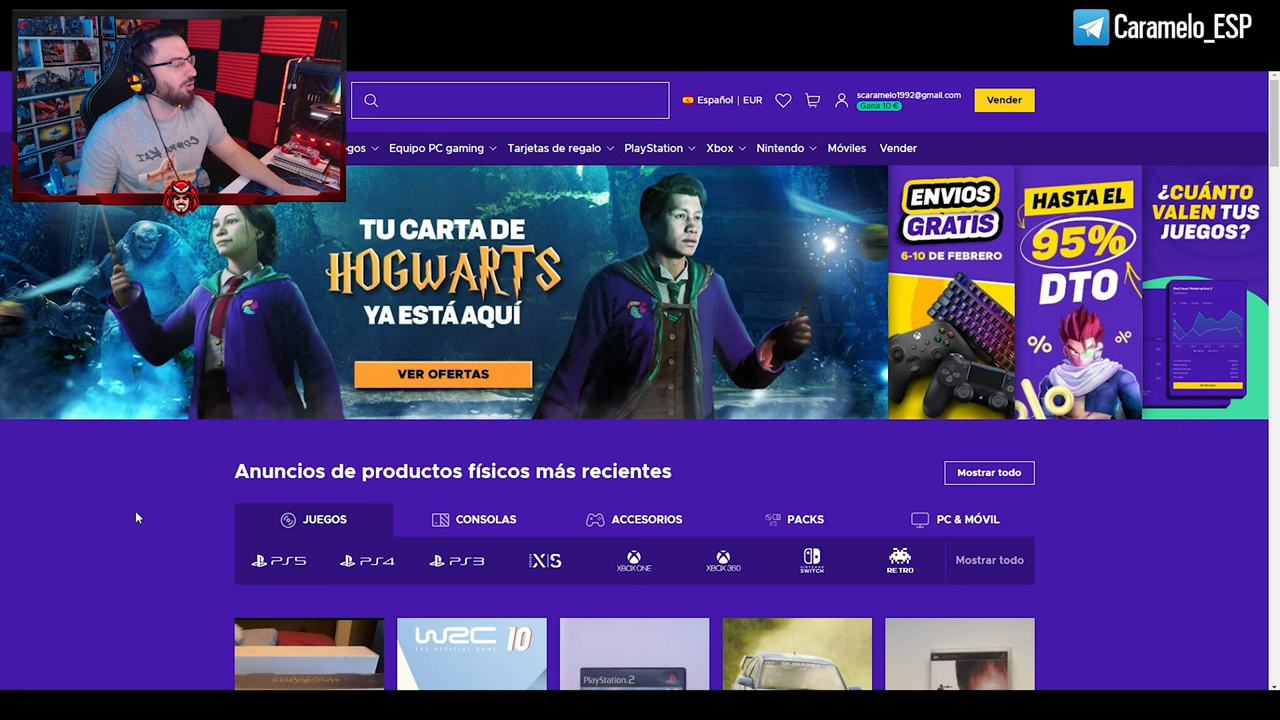 Caramelo_ESP
Español | EUR
scaramelo1992@gmail.com
Gana 10 €
Vender
gos
Equipo PC gaming
Tarjetas de regalo
PlayStation
Xbox
Nintendo
Móviles
Vender
TU CARTA DE
HOGWARTS
YA ESTÁ AQUÍ
VER OFERTAS
ENVIOS
GRATIS
6-10 DE FEBRERO
HASTA EL
95%
DTO
¿CUÁNTO
VALEN TUS
JUEGOS?
Anuncios de productos físicos más recientes
Mostrar todo
JUEGOS
CONSOLAS
ACCESORIOS
PACKS
PC & MÓVIL
PS5
PS4
PS3
X|S
XBOX ONE
XBOX 360
NINTENDO
SWITCH
RETRO
Mostrar todo
WRC 10
THE OFFICIAL GAME
PlayStation 2